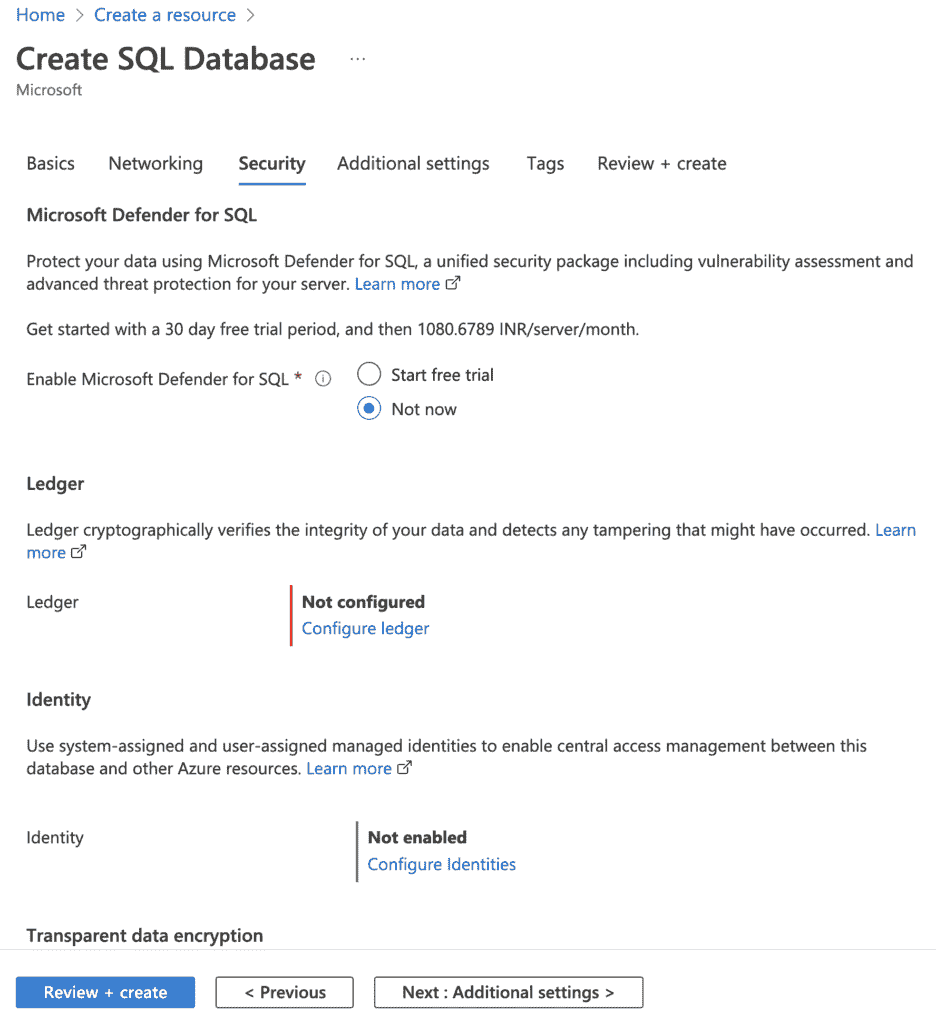 Home > Create a resource >
Create SQL Database ...
Microsoft
Basics Networking Security Additional settings Tags Review + create
Microsoft Defender for SQL
Protect your data using Microsoft Defender for SQL, a unified security package including vulnerability assessment and
advanced threat protection for your server. Learn more
Get started with a 30 day free trial period, and then 1080.6789 INR/server/month.
Enable Microsoft Defender for SQL * Start free trial
Not now
Ledger
Ledger cryptographically verifies the integrity of your data and detects any tampering that might have occurred. Learn
more
Ledger Not configured
Configure ledger
Identity
Use system-assigned and user-assigned managed identities to enable central access management between this
database and other Azure resources. Learn more
Identity Not enabled
Configure Identities
Transparent data encryption
Review + create < Previous Next : Additional settings >